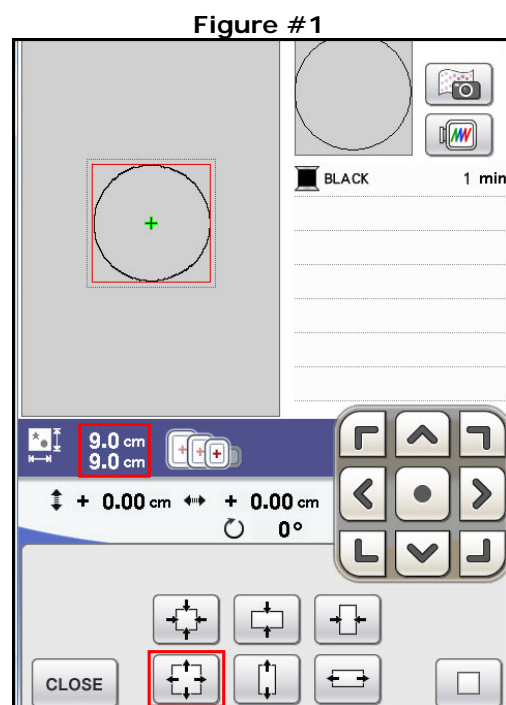 Figure #1
BLACK 1 min
9.0 cm
9.0 cm
+ 0.00 cm + 0.00 cm
0°
CLOSE